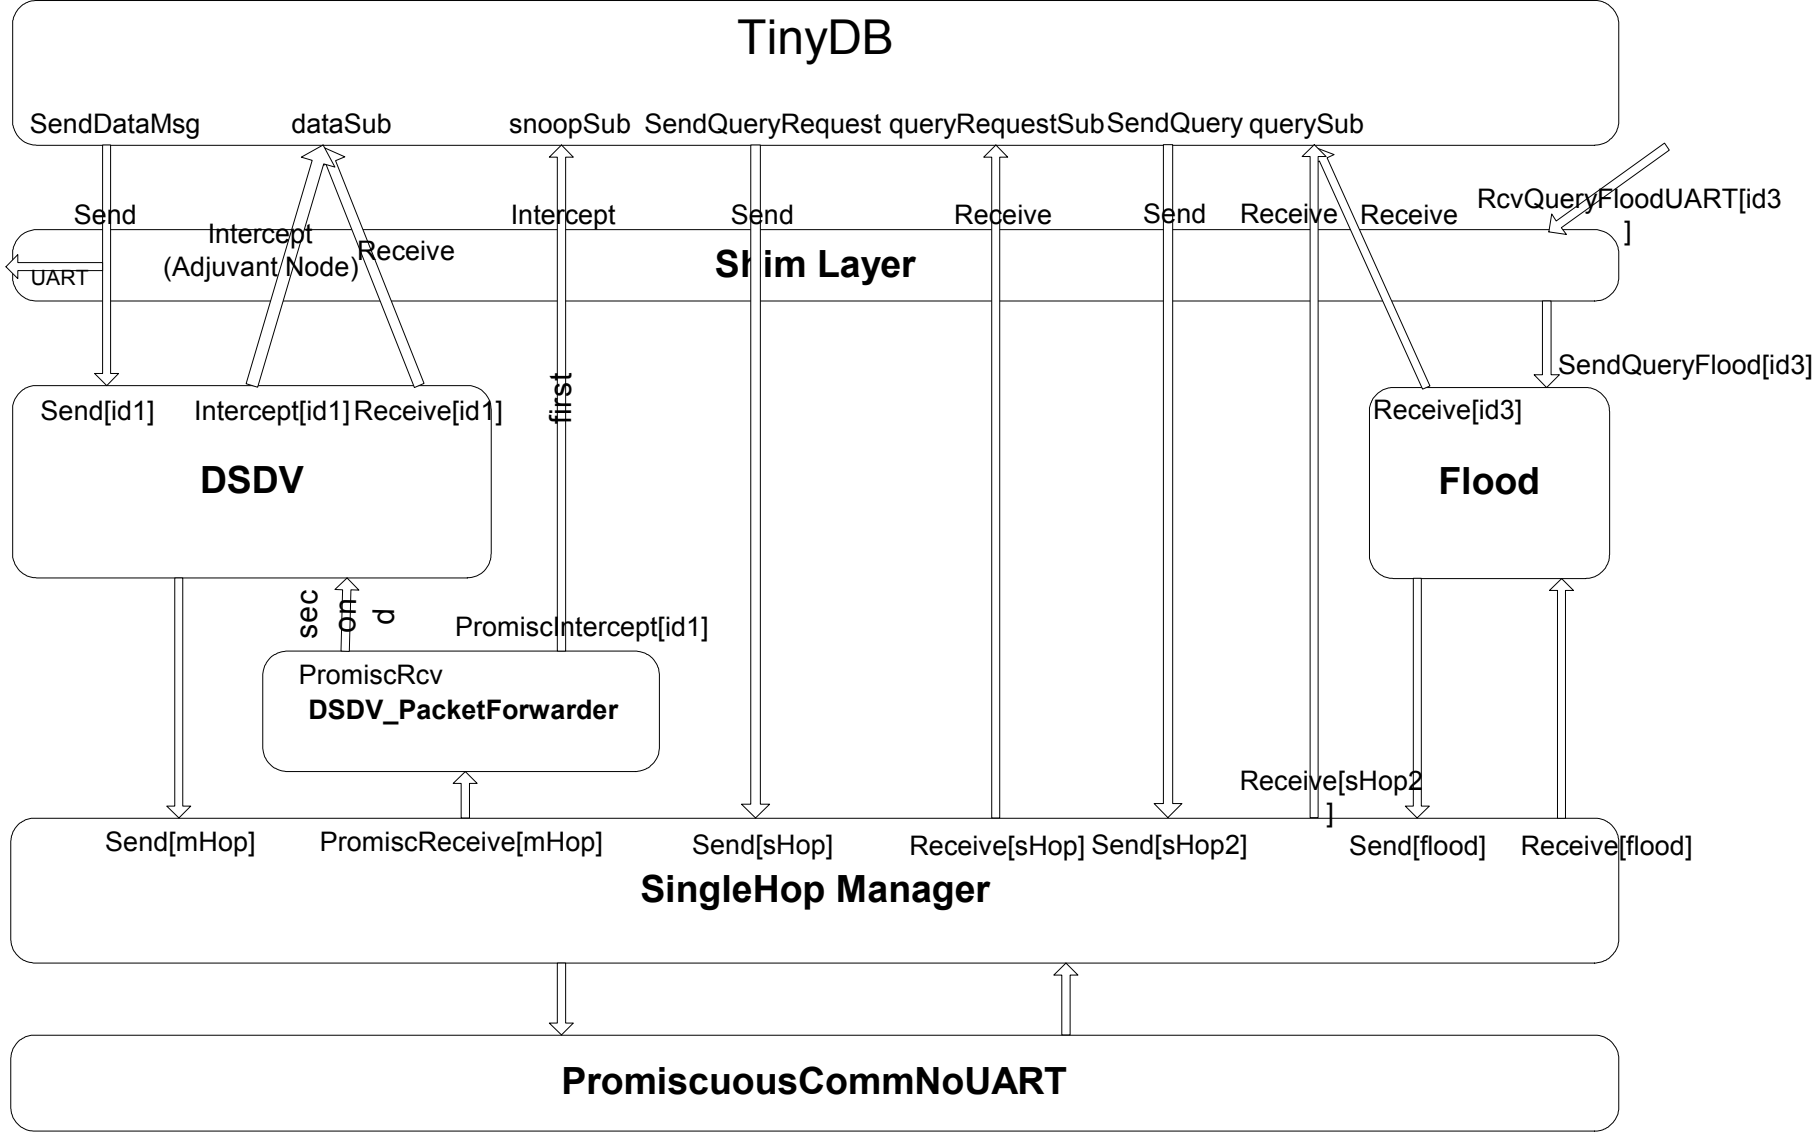 TinyDB
SendDataMsg dataSub snoopSub SendQueryRequest queryRequestSub SendQuery querySub
RcvQueryFloodUART[id3
]
Send Intercept Send Receive Send Receive Receive
Intercept
(Adjuvant Node)
Receive
UART
Shim Layer
SendQueryFlood[id3]
first
Send[id1] Intercept[id1] Receive[id1] Receive[id3]
DSDV Flood
sec
on
d
PromiscIntercept[id1]
PromiscRcv
DSDV_PacketForwarder
Receive[sHop2
]
Send[mHop] PromiscReceive[mHop] Send[sHop] Receive[sHop] Send[sHop2] Send[flood] Receive[flood]
SingleHop Manager
PromiscuousCommNoUART